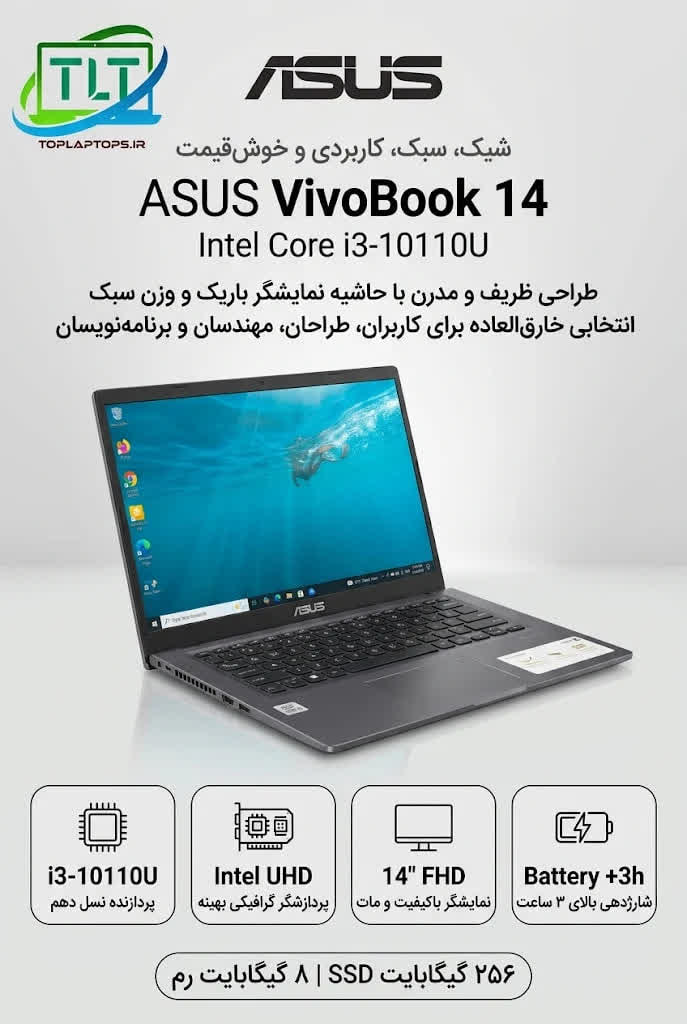 TLT
TOPLAPTOPS.IR
ASUS
شیک، سبک، کاربردی و خوش‌قیمت
ASUS VivoBook 14
Intel Core i3-10110U
طراحی ظریف و مدرن با حاشیه نمایشگر باریک و وزن سبک
انتخابی خارق‌العاده برای کاربران، طراحان، مهندسان و برنامه‌نویسان
ASUS
i3-10110U
پردازنده نسل دهم
Intel UHD
پردازشگر گرافیکی بهینه
14" FHD
نمایشگر باکیفیت و مات
Battery +3h
شارژدهی بالای ۳ ساعت
۲۵۶ گیگابایت SSD | ۸ گیگابایت رم